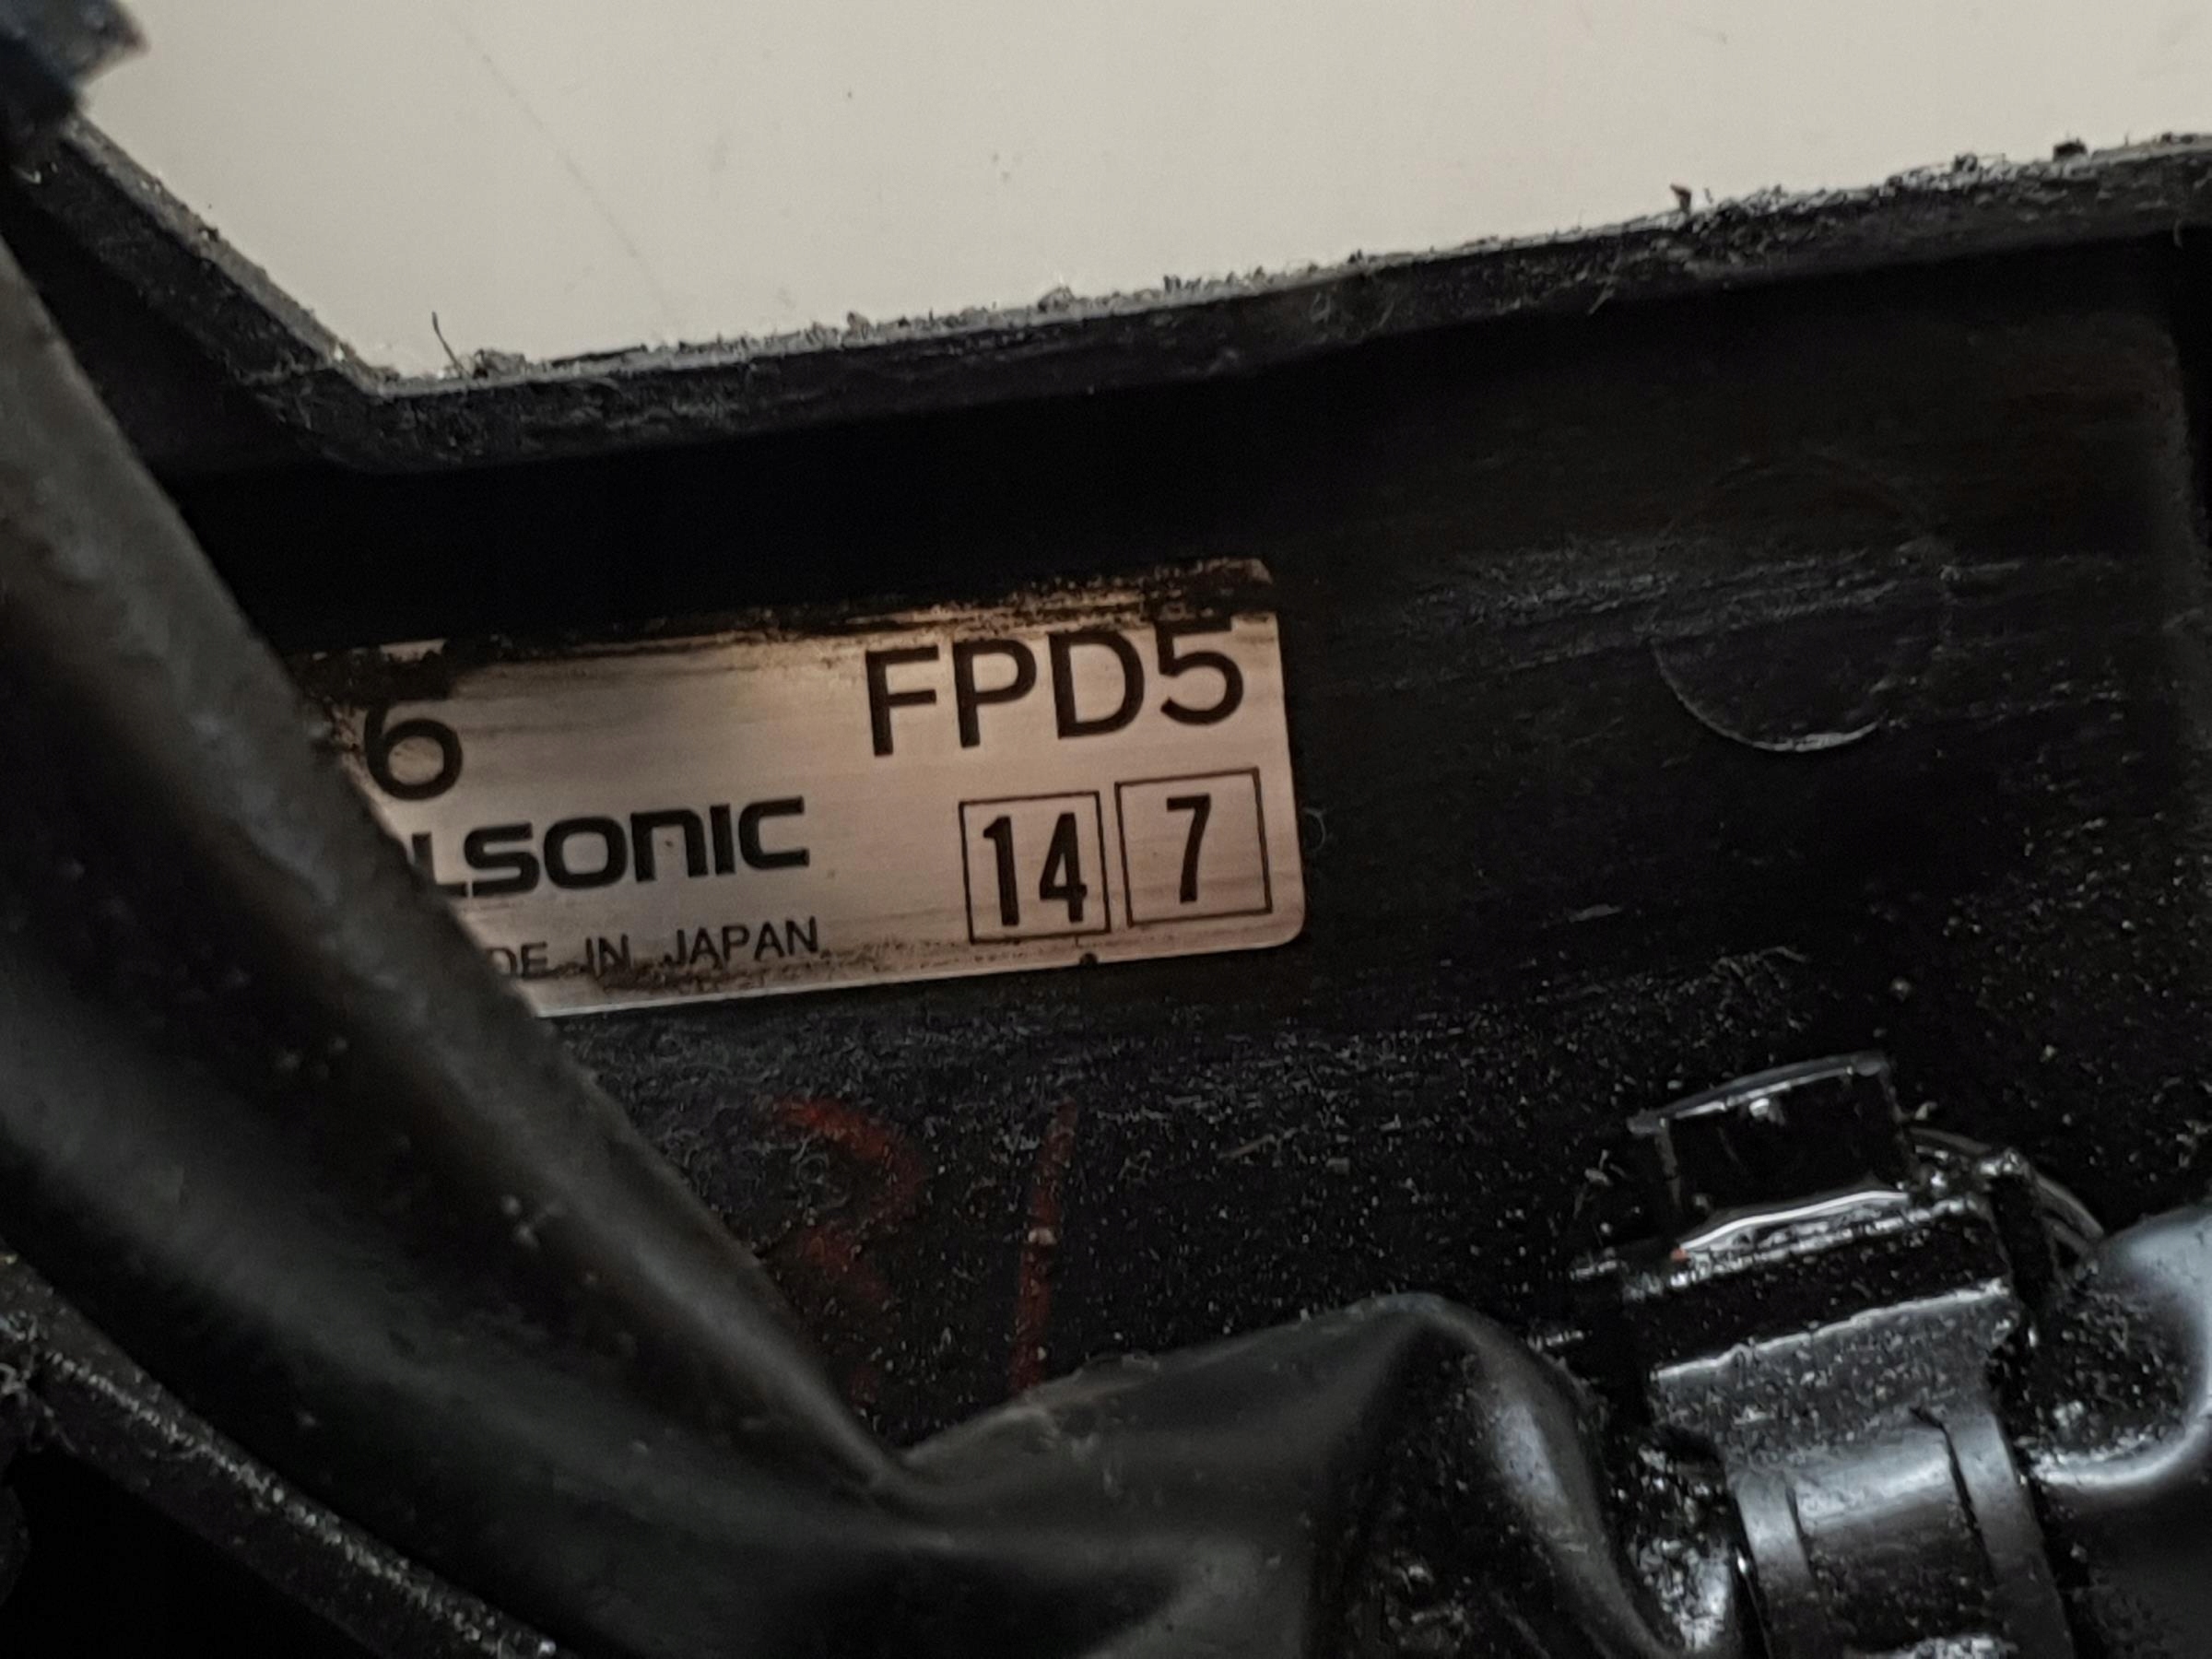 6 FPD5
LSONIC 14 7
DE IN JAPAN